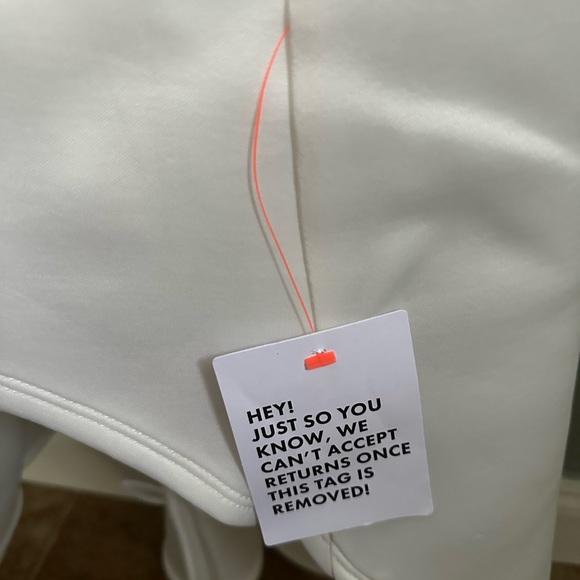 HEY!
JUST SO YOU
KNOW, WE
CAN'T ACCEPT
RETURNS ONCE
THIS TAG IS
REMOVED!